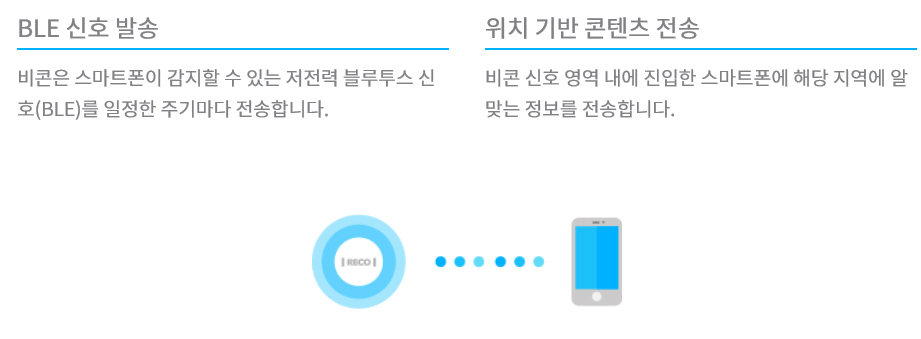 BLE 신호 발송
비콘은 스마트폰이 감지할 수 있는 저전력 블루투스 신
호(BLE)를 일정한 주기마다 전송합니다.
위치 기반 콘텐츠 전송
비콘 신호 영역 내에 진입한 스마트폰에 해당 지역에 알
맞는 정보를 전송합니다.
RECO